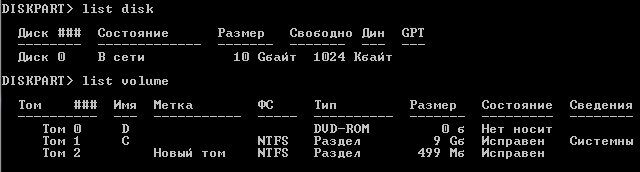 DISKPART> list disk
Диск ### Состояние Размер Свободно Дин GPT
-------- ------------- ------- ------- --- ---
Диск 0 В сети 10 Gбайт 1024 Kбайт
DISKPART> list volume
Том ### Имя Метка ФС Тип Размер Состояние Сведения
----------- --- ----------- ----- ---------- ------- --------- --------
Том 0 D DVD-ROM 0 б Нет носит
Том 1 C NTFS Раздел 9 Gб Исправен Системны
Том 2 Новый том NTFS Раздел 499 Mб Исправен